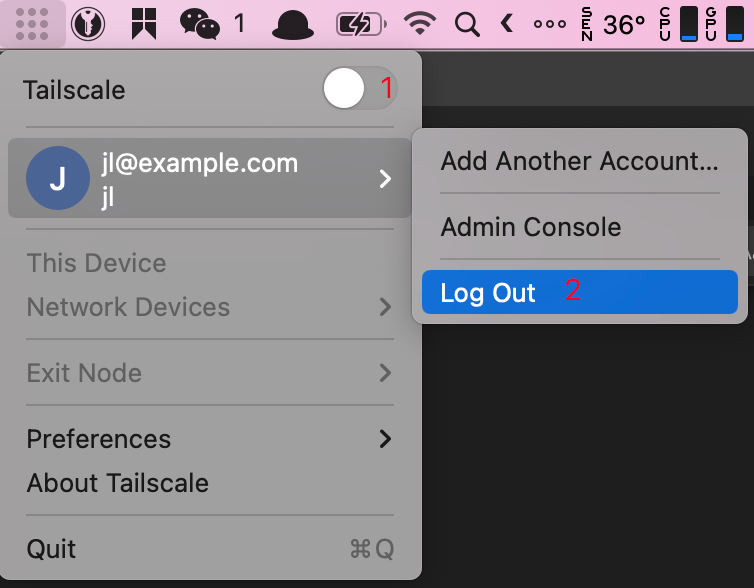 1
SEN
36°
CPU
GPU
Tailscale
1
jl@example.com
jl
Add Another Account...
Admin Console
Log Out 2
This Device
Network Devices
Exit Node
Preferences
About Tailscale
Quit ⌘Q